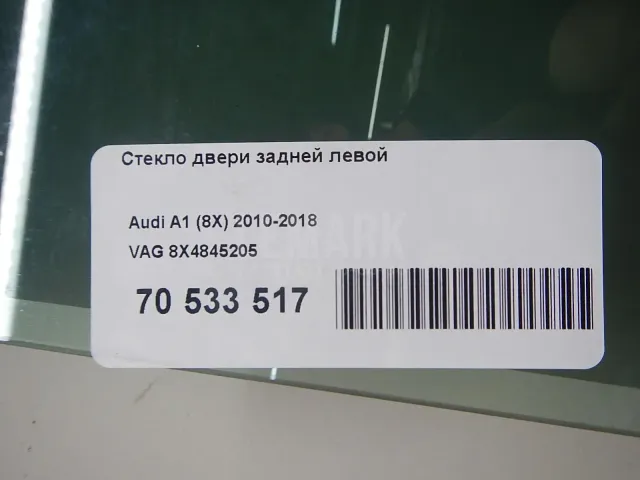 Стекло двери задней левой
Audi A1 (8X) 2010-2018
VAG 8X4845205
70 533 517